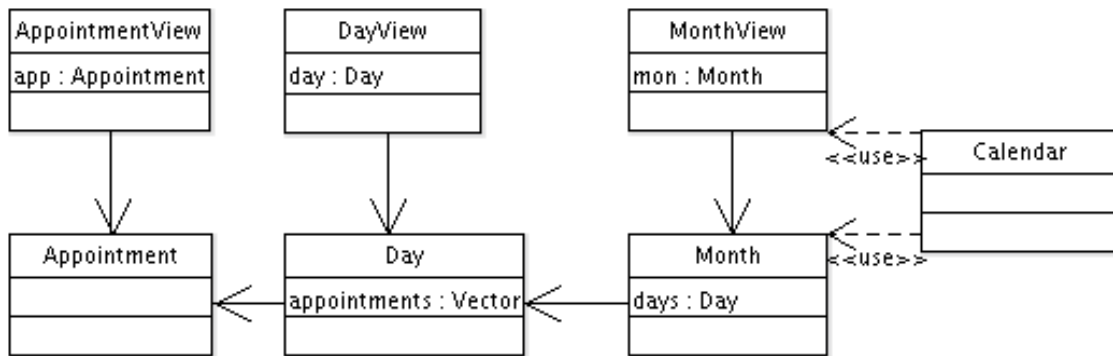 AppointmentView
app : Appointment
DayView
day : Day
MonthView
mon : Month
<<use>>
Calendar
Appointment
Day
appointments : Vector
Month
days : Day
<<use>>